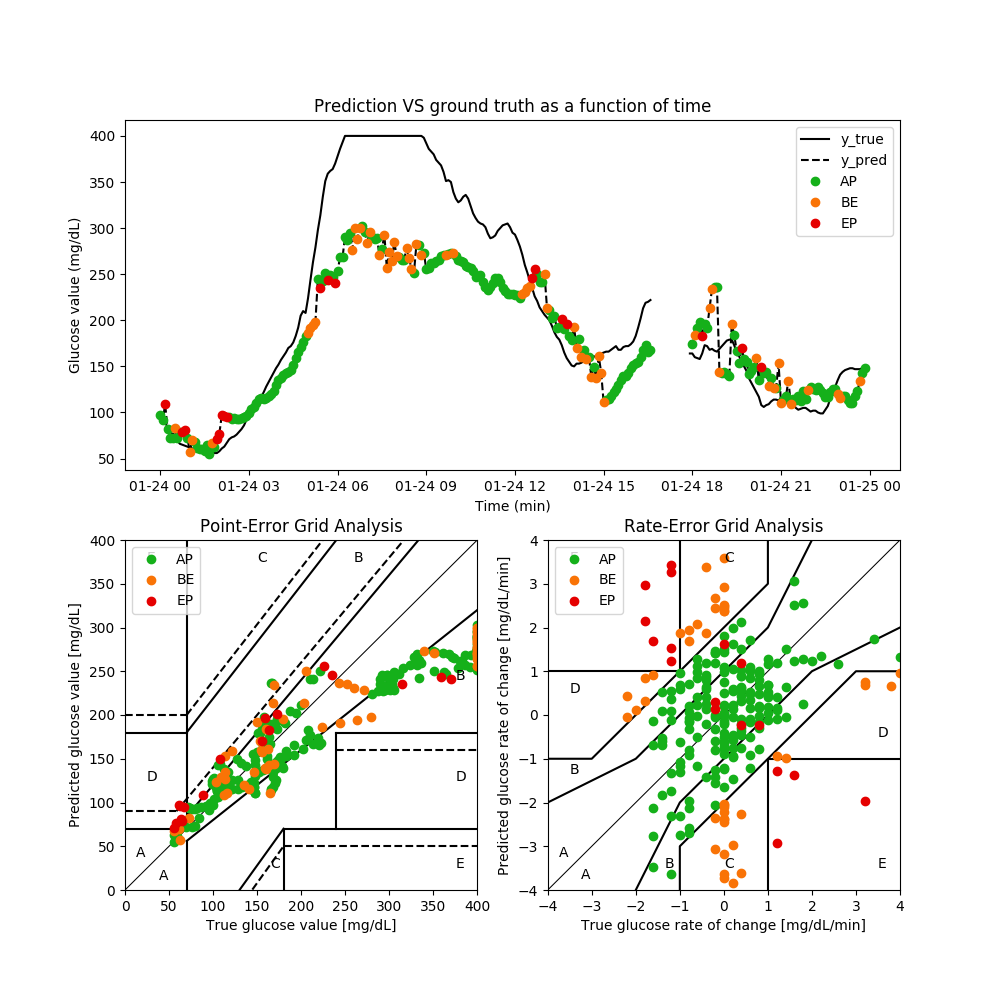 Prediction VS ground truth as a function of time
Glucose value (mg/dL)
400
350
300
250
200
150
100
50
y_true
y_pred
AP
BE
EP
01-24 00 01-24 03 01-24 06 01-24 09 01-24 12 01-24 15 01-24 18 01-24 21 01-25 00
Time (min)
Point-Error Grid Analysis
Predicted glucose value [mg/dL]
400
350
300
250
200
150
100
50
0
AP
BE
EP
C
B
B
D
D
A
A
C
E
0 50 100 150 200 250 300 350 400
True glucose value [mg/dL]
Rate-Error Grid Analysis
Predicted glucose rate of change [mg/dL/min]
4
3
2
1
0
−1
−2
−3
−4
AP
BE
EP
C
D
D
B
A
A
B
C
E
−4 −3 −2 −1 0 1 2 3 4
True glucose rate of change [mg/dL/min]